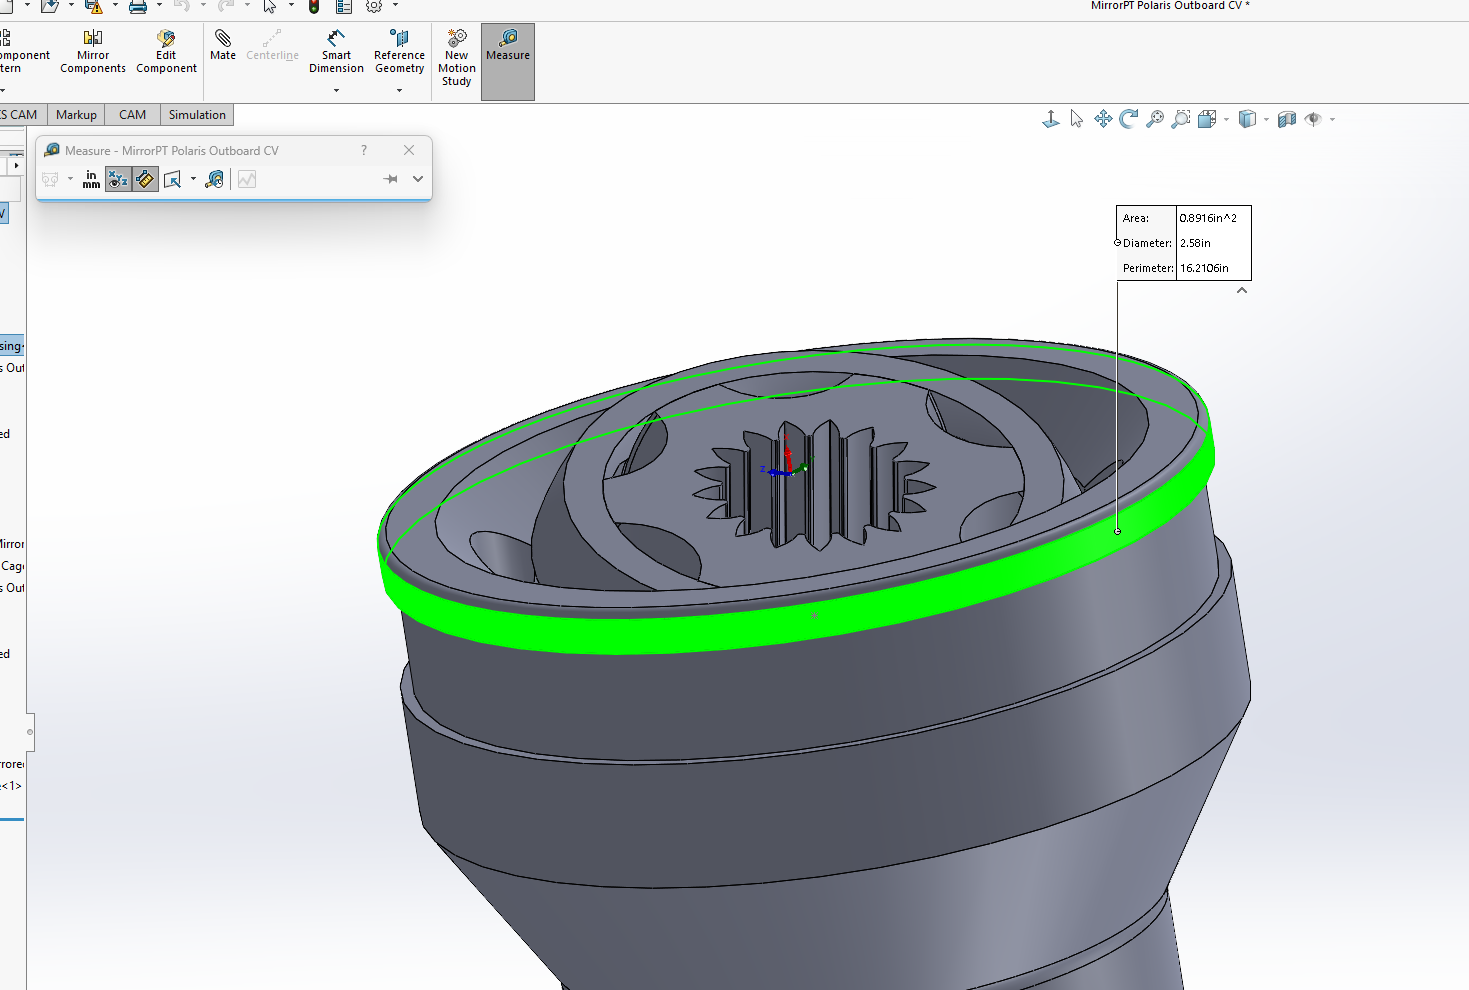 MirrorPT Polaris Outboard CV *
omponent
tern
Mirror
Components
Edit
Component
Mate
Centerline
Smart
Dimension
Reference
Geometry
New
Motion
Study
Measure
S CAM
Markup
CAM
Simulation
Measure - MirrorPT Polaris Outboard CV
?
in
mm
Area: 0.8916in^2
Diameter: 2.58in
Perimeter: 16.2106in
sing
s Out
ed
Mirror
Cage
s Out
ed
rrore
<1>
Z